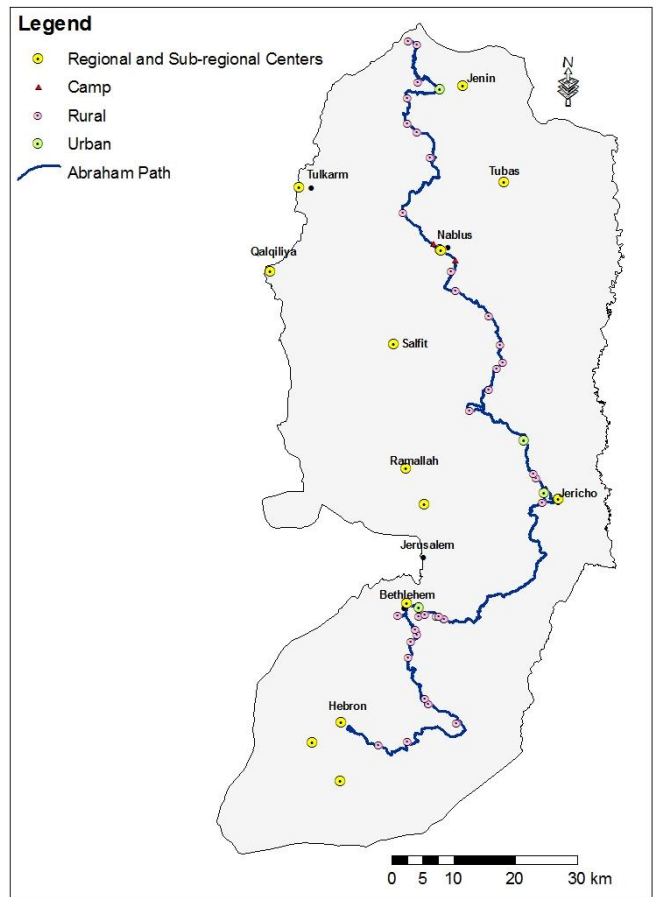 Legend
Regional and Sub-regional Centers
Camp
Rural
Urban
Abraham Path
N
Jenin
Tulkarm
Tubas
Nablus
Qalqiliya
Salfit
Ramallah
Jericho
Jerusalem
Bethlehem
Hebron
0 5 10 20 30 km